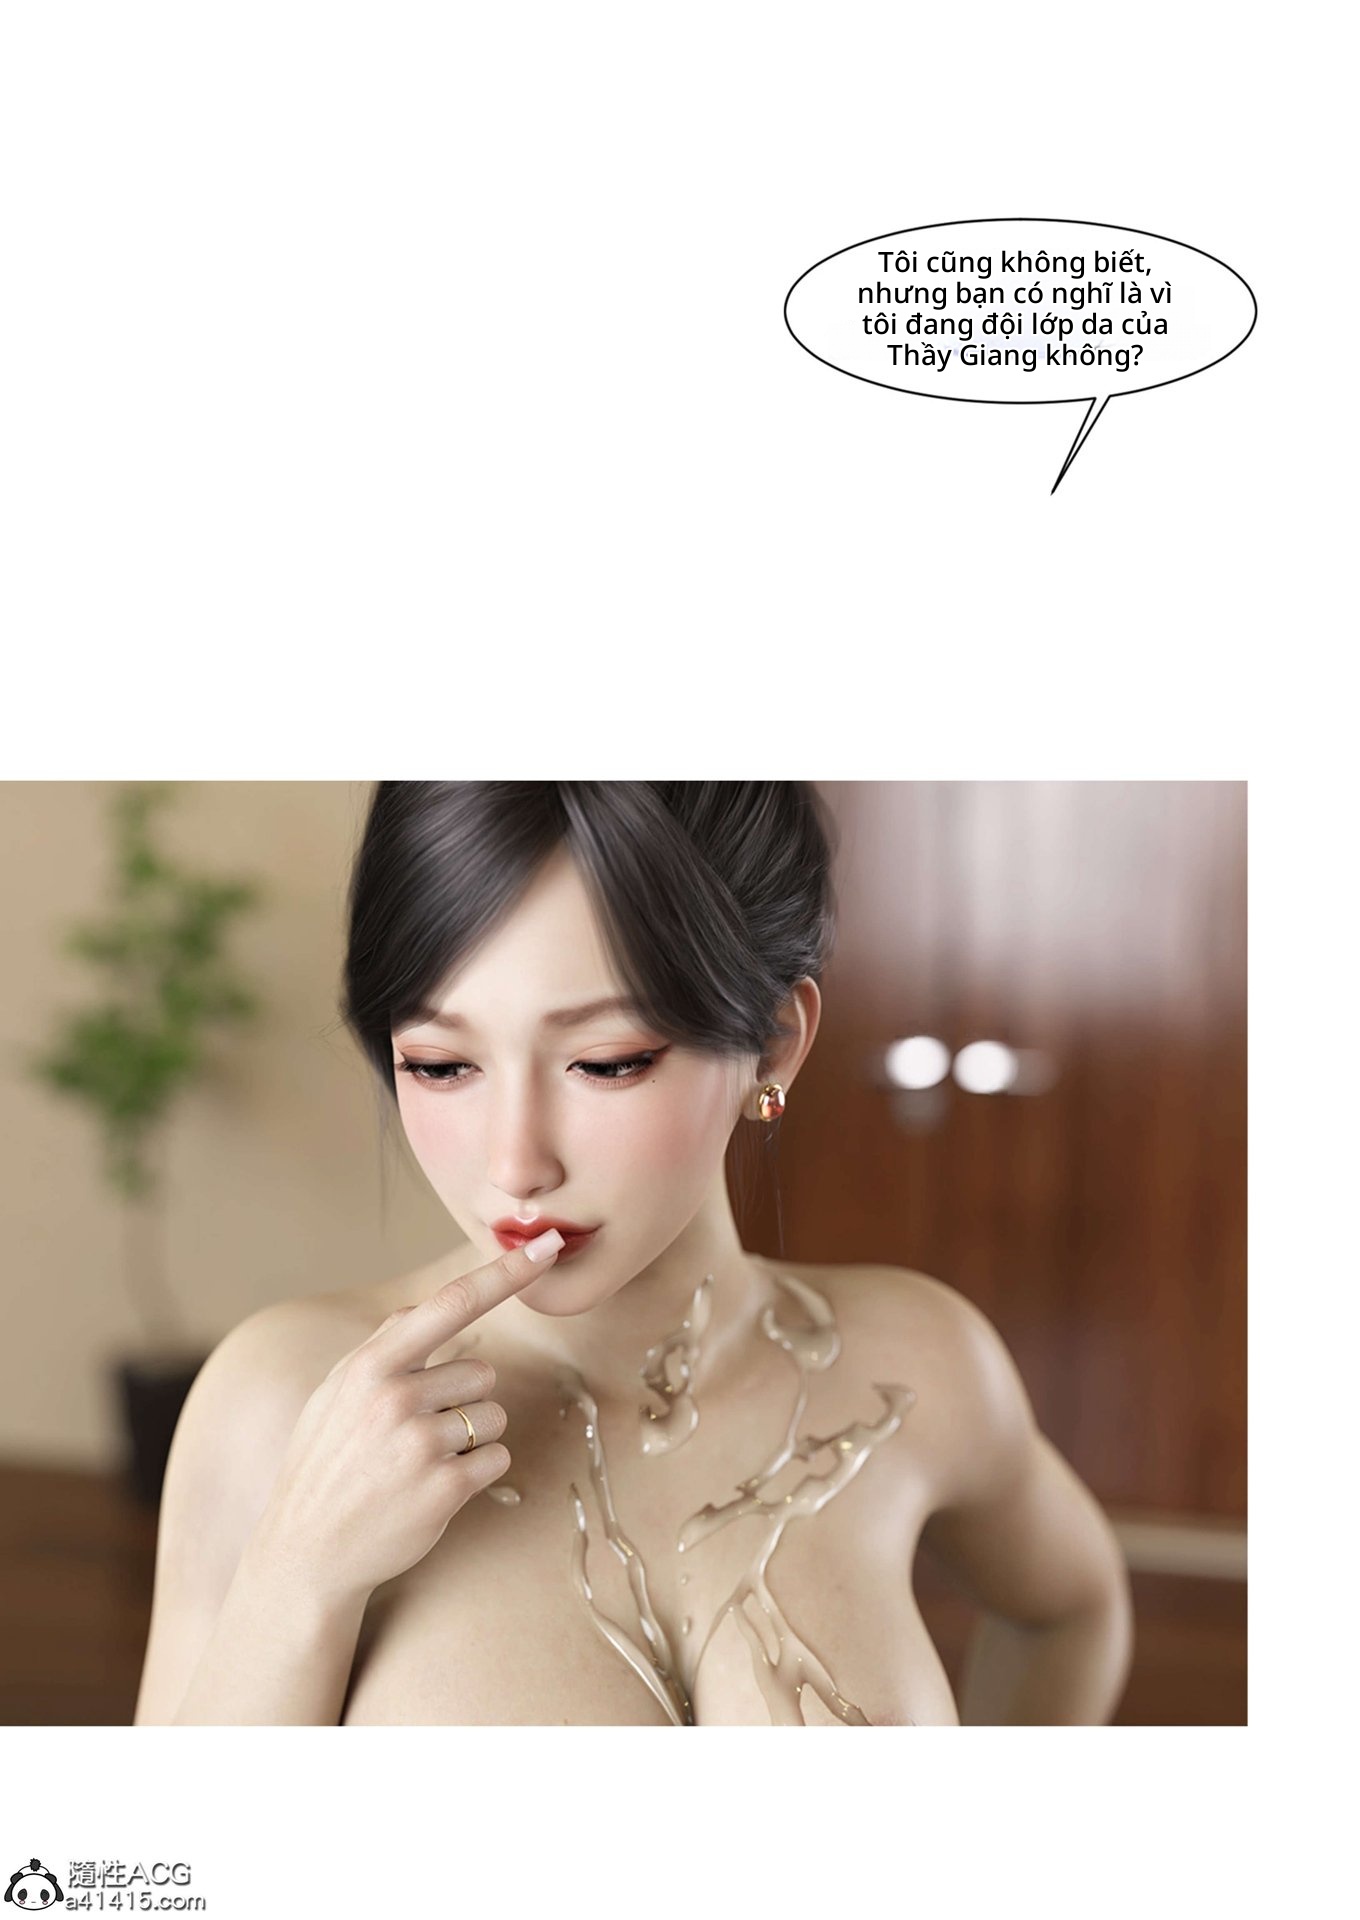 Tôi cũng không biết,
nhưng bạn có nghĩ là vì
tôi đang đội lớp da của
Thầy Giang không?
隨性ACG
a41415.com